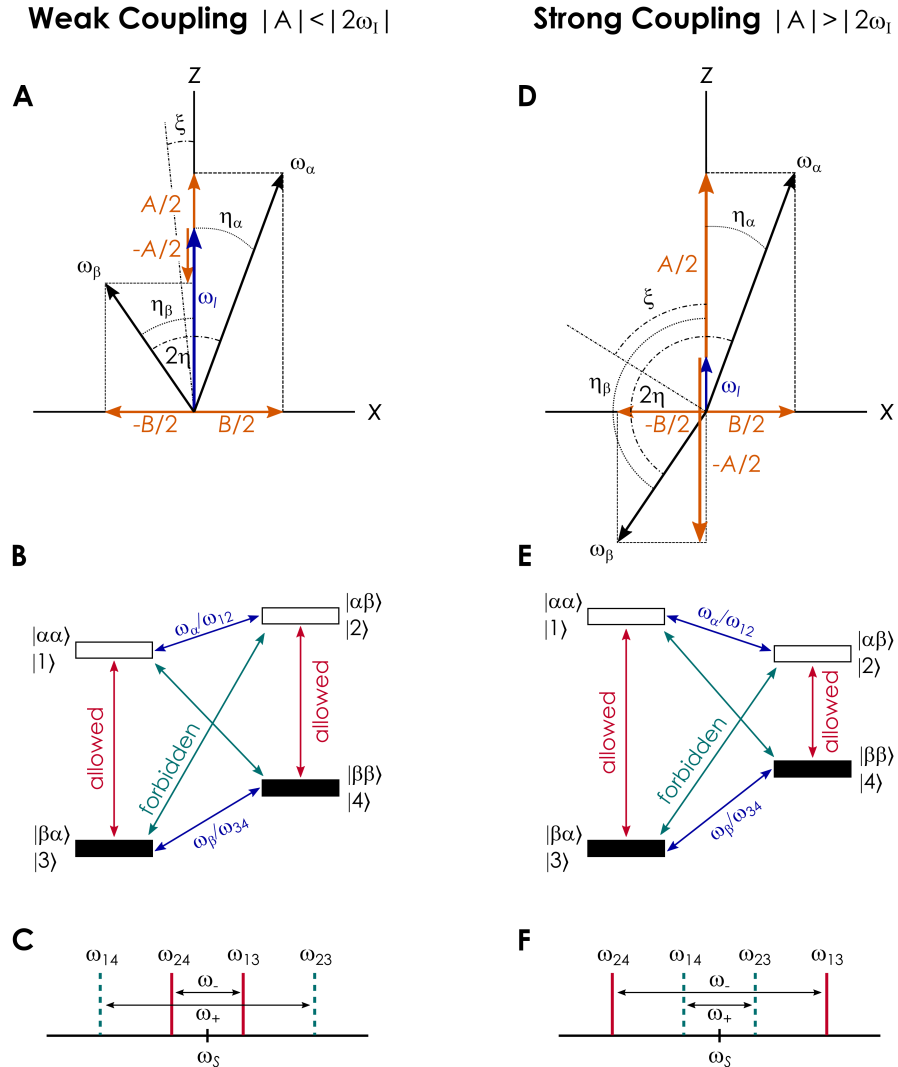 Weak Coupling |A|<|2ωI|
Strong Coupling |A|>|2ωI
A
Z
ξ
ωα
A/2
ηα
-A/2
ωβ
ηβ
ωI
2η
X
-B/2
B/2
D
Z
ωα
ηα
A/2
ξ
ηβ
2η
ωI
X
-B/2
B/2
-A/2
ωβ
B
|αα⟩
|1⟩
ωα/ω12
|αβ⟩
|2⟩
allowed
forbidden
allowed
|ββ⟩
|4⟩
|βα⟩
|3⟩
ωβ/ω34
E
|αα⟩
|1⟩
ωα/ω12
|αβ⟩
|2⟩
allowed
forbidden
allowed
|ββ⟩
|4⟩
|βα⟩
|3⟩
ωβ/ω34
C
ω14 ω24 ω13 ω23
ω-
ω+
ωS
F
ω24 ω14 ω23 ω13
ω-
ω+
ωS